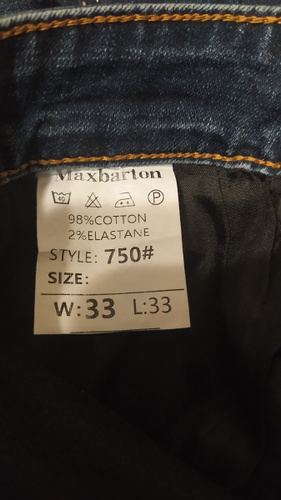 Maxbarton
40 P
98%COTTON
2%ELASTANE
STYLE: 750#
SIZE:
W:33 L:33